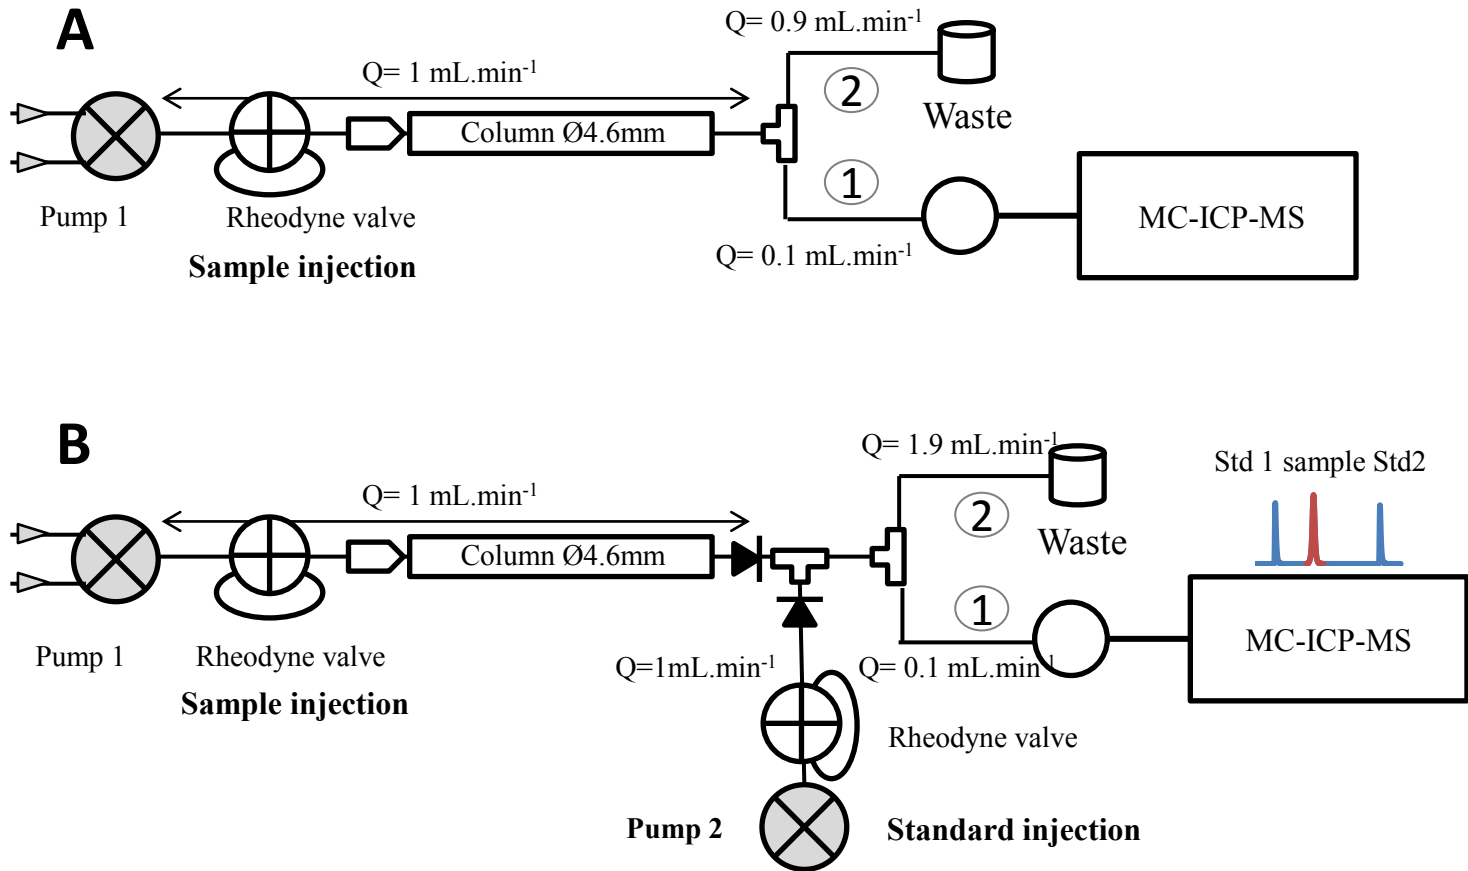 A
Q= 0.9 mL.min-1
Q= 1 mL.min-1
2
Waste
Column Ø4.6mm
1
MC-ICP-MS
Pump 1
Rheodyne valve
Q= 0.1 mL.min-1
Sample injection
B
Q= 1.9 mL.min-1
Std 1 sample Std2
Q= 1 mL.min-1
2
Waste
Column Ø4.6mm
1
MC-ICP-MS
Pump 1
Rheodyne valve
Q=1mL.min-1
Q= 0.1 mL.min-1
Sample injection
Rheodyne valve
Pump 2
Standard injection